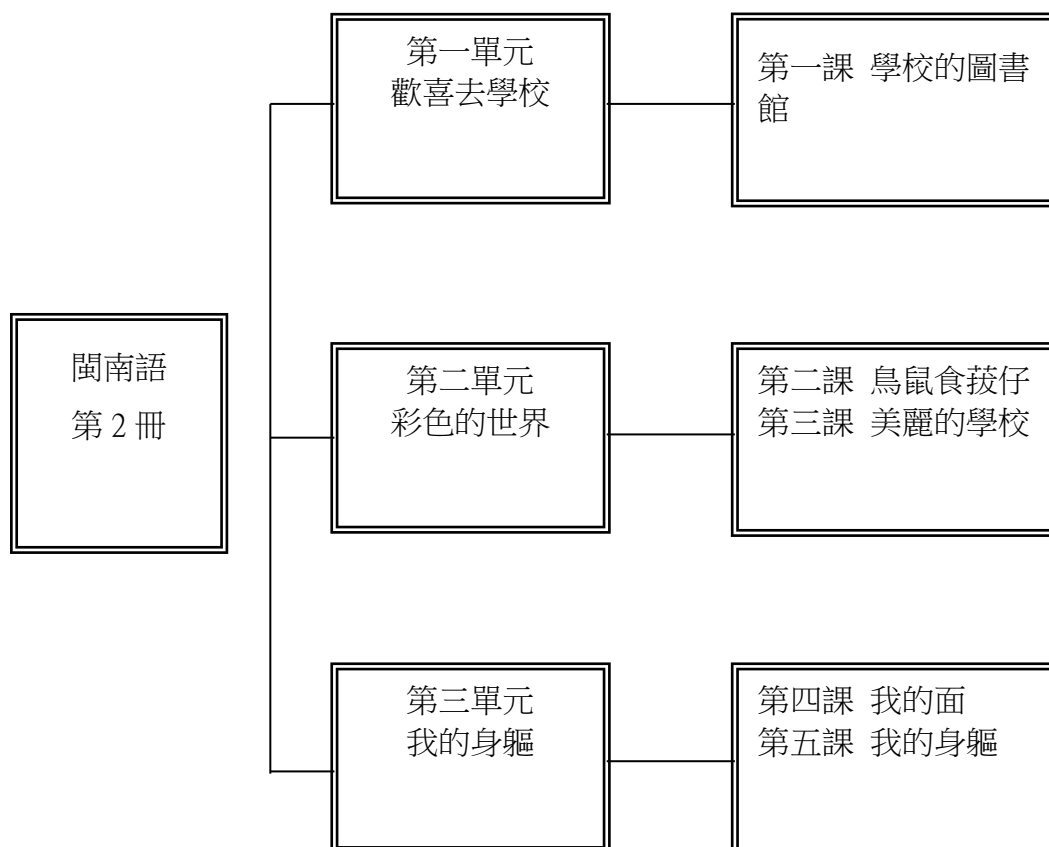 閩南語
第 2 冊
第一單元
歡喜去學校
第一課 學校的圖書
館
第二單元
彩色的世界
第二課 鳥鼠食菝仔
第三課 美麗的學校
第三單元
我的身軀
第四課 我的面
第五課 我的身軀